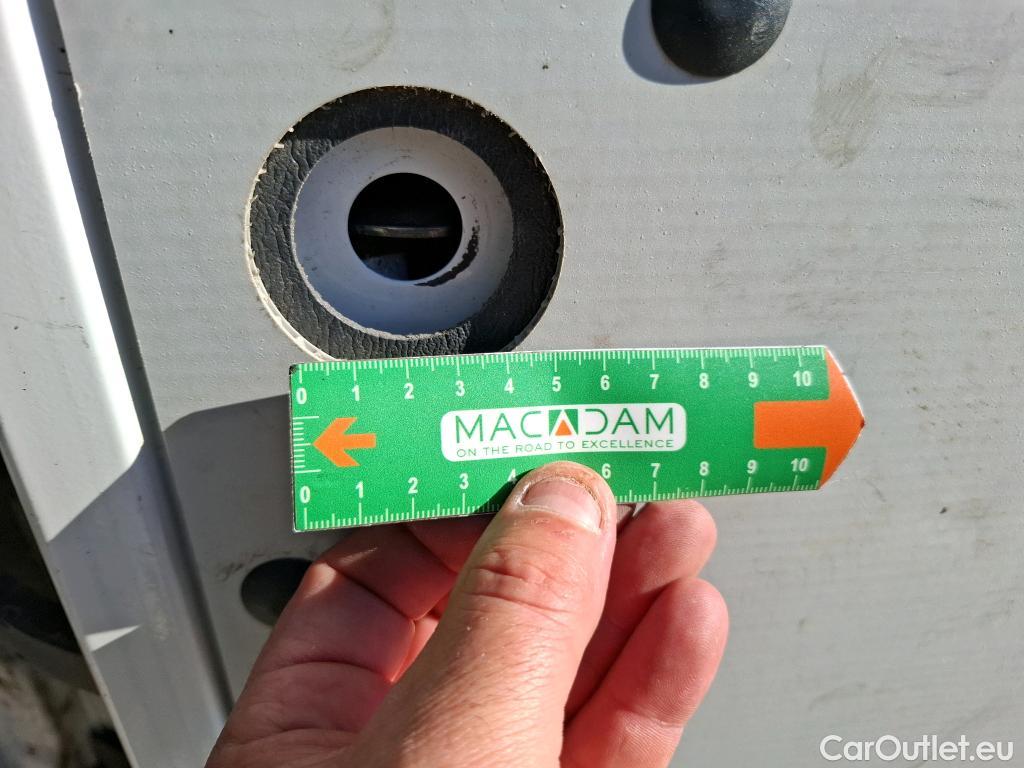 0 1 2 3 4 5 6 7 8 9 10
MACADAM
ON THE ROAD TO EXCELLENCE
0 1 2 3 4 6 7 8 9 10
CarOutlet.eu